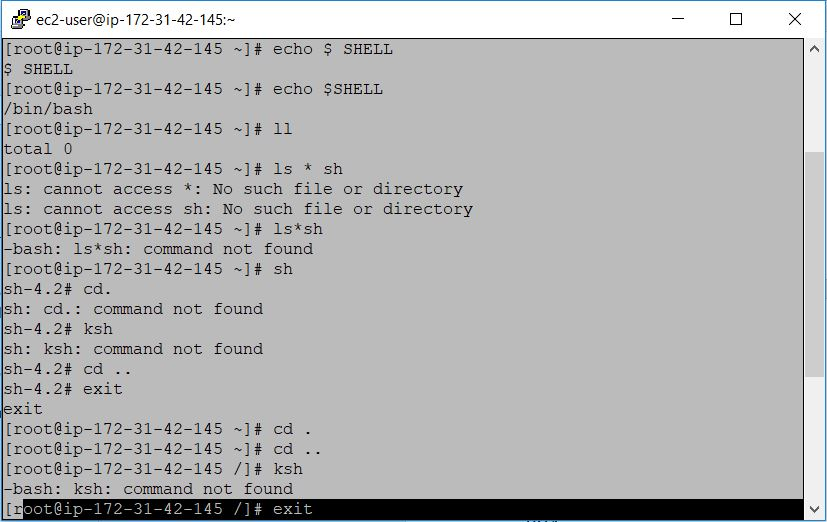 ec2-user@ip-172-31-42-145:~
[root@ip-172-31-42-145 ~]# echo $ SHELL
$ SHELL
[root@ip-172-31-42-145 ~]# echo $SHELL
/bin/bash
[root@ip-172-31-42-145 ~]# ll
total 0
[root@ip-172-31-42-145 ~]# ls * sh
ls: cannot access *: No such file or directory
ls: cannot access sh: No such file or directory
[root@ip-172-31-42-145 ~]# ls*sh
-bash: ls*sh: command not found
[root@ip-172-31-42-145 ~]# sh
sh-4.2# cd.
sh: cd.: command not found
sh-4.2# ksh
sh: ksh: command not found
sh-4.2# cd ..
sh-4.2# exit
exit
[root@ip-172-31-42-145 ~]# cd .
[root@ip-172-31-42-145 ~]# cd ..
[root@ip-172-31-42-145 /]# ksh
-bash: ksh: command not found
[root@ip-172-31-42-145 /]# exit